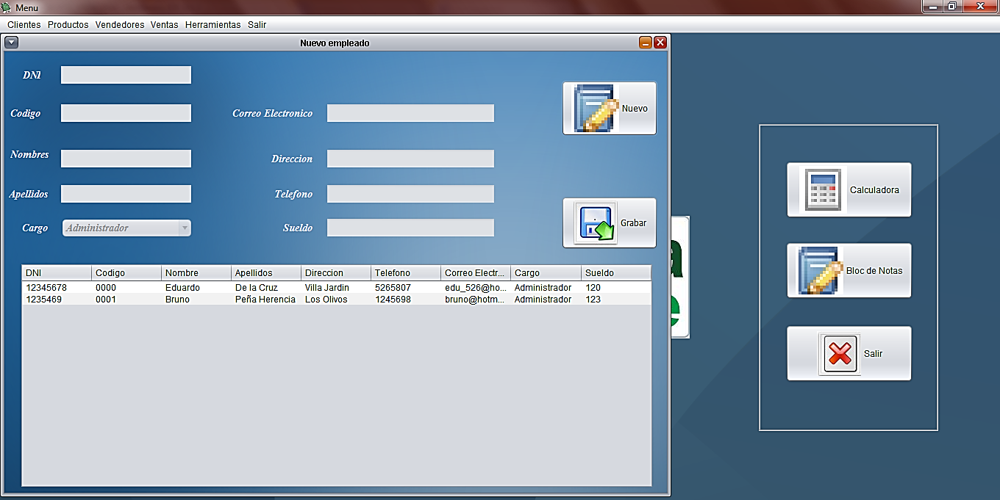 Menu
Clientes Productos Vendedores Ventas Herramientas Salir
Nuevo empleado
DNI
Codigo
Correo Electronico
Nuevo
Nombres
Direccion
Apellidos
Telefono
Cargo
Administrador
Sueldo
Grabar
DNI Codigo Nombre Apellidos Direccion Telefono Correo Electr... Cargo Sueldo
12345678 0000 Eduardo De la Cruz Villa Jardin 5265807 edu_526@ho... Administrador 120
1235469 0001 Bruno Peña Herencia Los Olivos 1245698 bruno@hotm... Administrador 123
a
e
Calculadora
Bloc de Notas
Salir